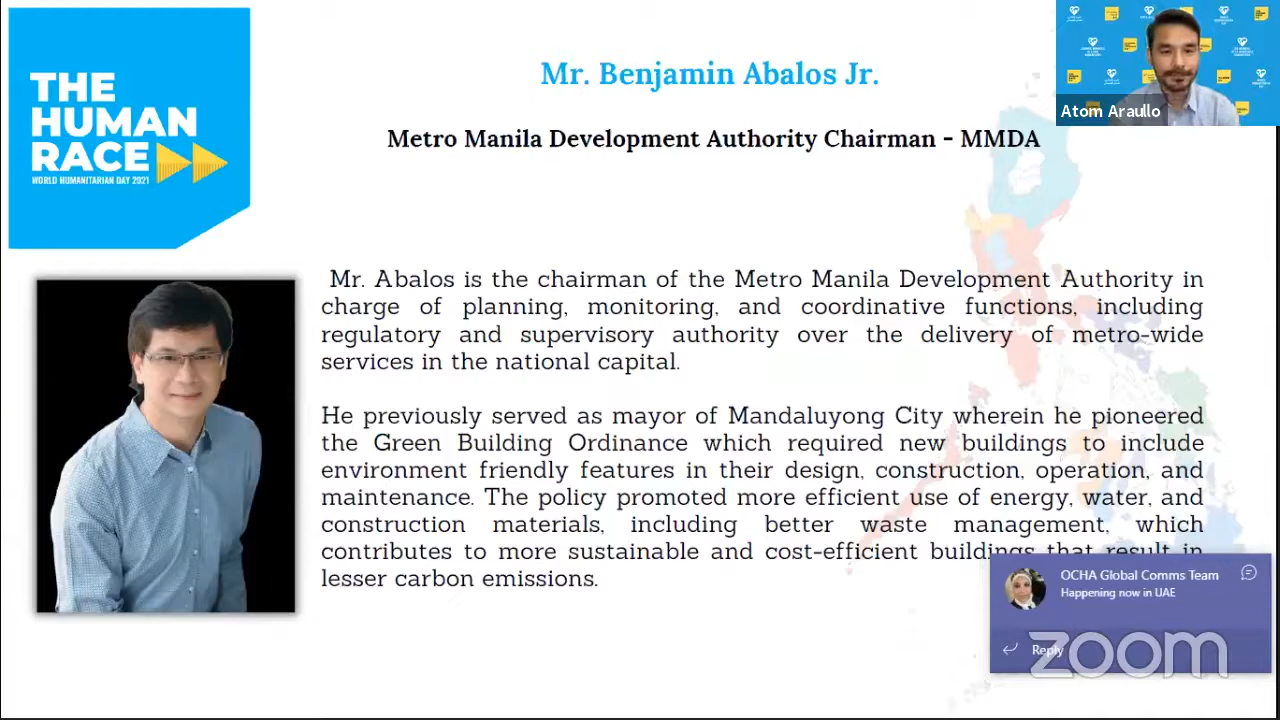 THE
HUMAN
RACE
WORLD HUMANITARIAN DAY 2021
Mr. Benjamin Abalos Jr.
Metro Manila Development Authority Chairman - MMDA
Atom Araullo
Mr. Abalos is the chairman of the Metro Manila Development Authority in
charge of planning, monitoring, and coordinative functions, including
regulatory and supervisory authority over the delivery of metro-wide
services in the national capital.
He previously served as mayor of Mandaluyong City wherein he pioneered
the Green Building Ordinance which required new buildings to include
environment friendly features in their design, construction, operation, and
maintenance. The policy promoted more efficient use of energy, water, and
construction materials, including better waste management, which
contributes to more sustainable and cost-efficient buildings that result in
lesser carbon emissions.
OCHA Global Comms Team
Happening now in UAE
Reply
zoom